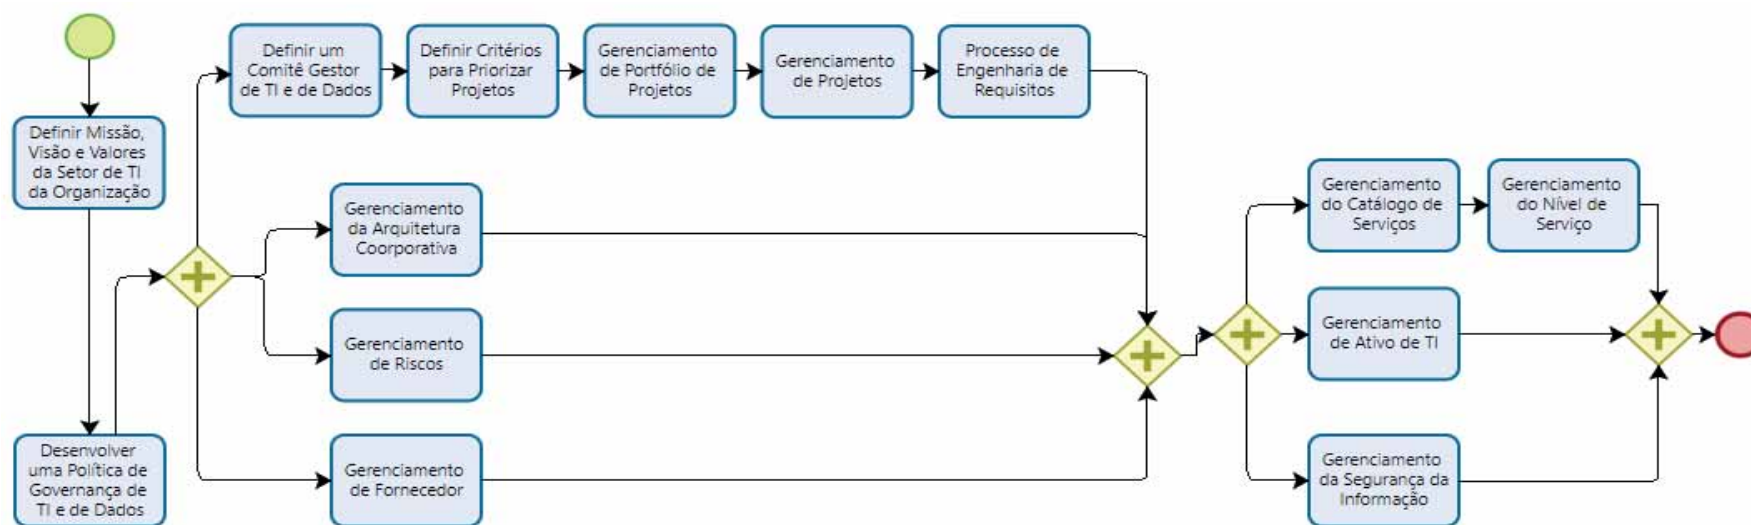 Definir Missão,
Visão e Valores
da Setor de TI
da Organização
Desenvolver
uma Política de
Governança de
TI e de Dados
Definir um
Comitê Gestor
de TI e de Dados
Definir Critérios
para Priorizar
Projetos
Gerenciamento
de Portfólio de
Projetos
Gerenciamento
de Projetos
Processo de
Engenharia de
Requisitos
Gerenciamento
da Arquitetura
Coorporativa
Gerenciamento
de Riscos
Gerenciamento
de Fornecedor
Gerenciamento
do Catálogo de
Serviços
Gerenciamento
do Nível de
Serviço
Gerenciamento
de Ativo de TI
Gerenciamento
da Segurança da
Informação